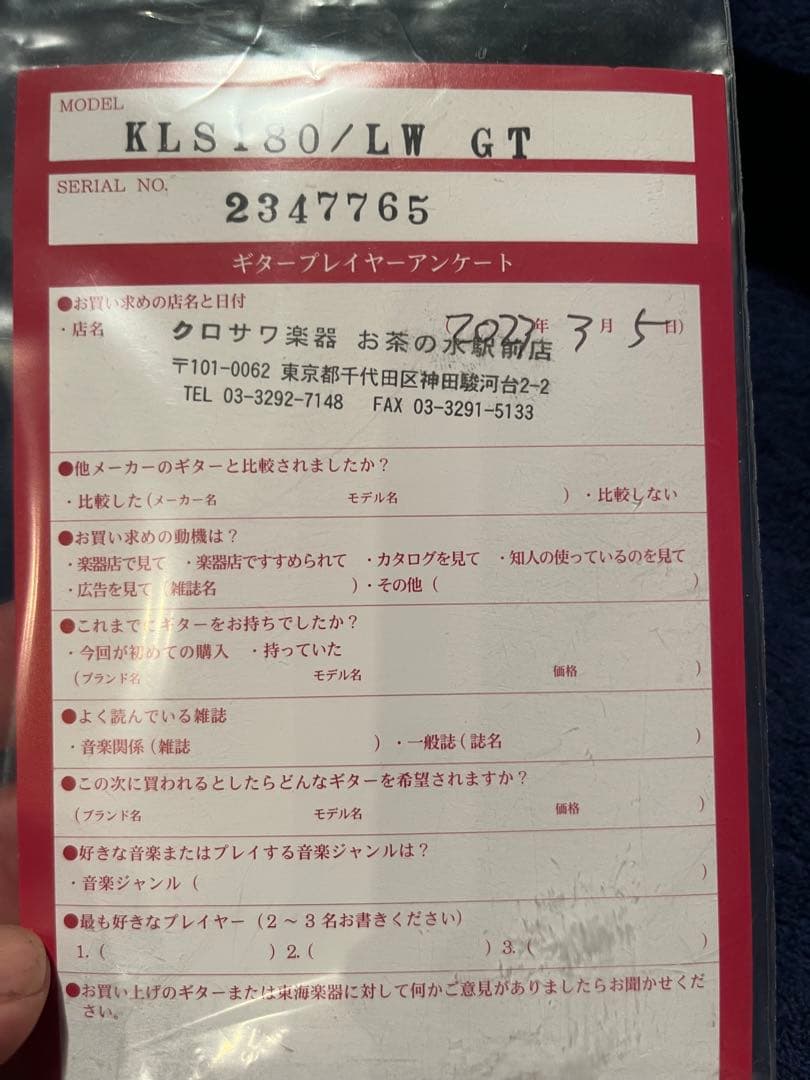 MODEL
KLS180/LW GT
SERIAL NO.
2347765
ギタープレイヤーアンケート
●お買い求めの店名と日付
・店名 クロサワ楽器 お茶の水駅前店 (2023年3月5日)
〒101-0062 東京都千代田区神田駿河台2-2
TEL 03-3292-7148 FAX 03-3291-5133
●他メーカーのギターと比較されましたか？
・比較した(メーカー名 モデル名 )・比較しない
●お買い求めの動機は？
・楽器店で見て ・楽器店ですすめられて ・カタログを見て ・知人の使っているのを見て
・広告を見て(雑誌名 )・その他( )
●これまでにギターをお持ちでしたか？
・今回が初めての購入 ・持っていた
(ブランド名 モデル名 価格 )
●よく読んでいる雑誌
・音楽関係(雑誌 )・一般誌(誌名 )
●この次に買われるとしたらどんなギターを希望されますか？
(ブランド名 モデル名 価格 )
●好きな音楽またはプレイする音楽ジャンルは？
・音楽ジャンル( )
●最も好きなプレイヤー(2～3名お書きください)
1.( )2.( )3.( )
●お買い上げのギターまたは東海楽器に対して何かご意見がありましたらお聞かせくだ
さい。